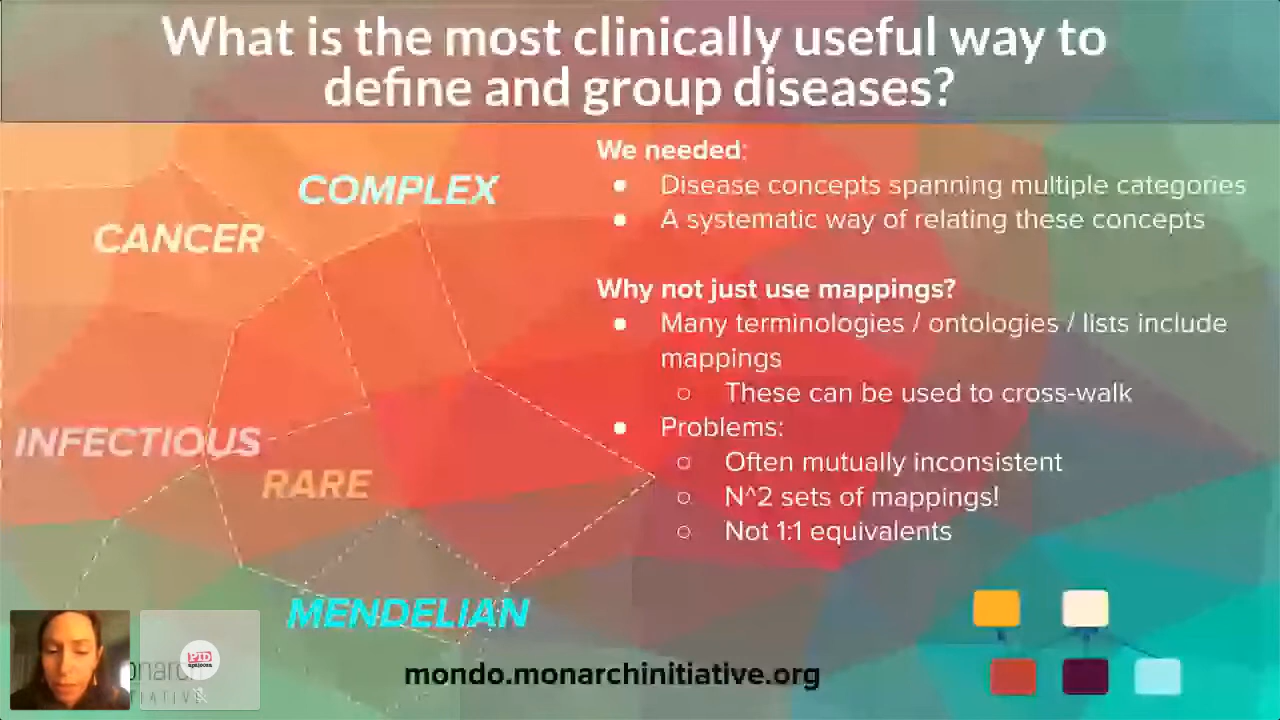 What is the most clinically useful way to
define and group diseases?
COMPLEX
CANCER
INFECTIOUS
RARE
MENDELIAN
We needed:
● Disease concepts spanning multiple categories
● A systematic way of relating these concepts
Why not just use mappings?
● Many terminologies / ontologies / lists include
mappings
○ These can be used to cross-walk
● Problems:
○ Often mutually inconsistent
○ N^2 sets of mappings!
○ Not 1:1 equivalents
mondo.monarchinitiative.org
PID